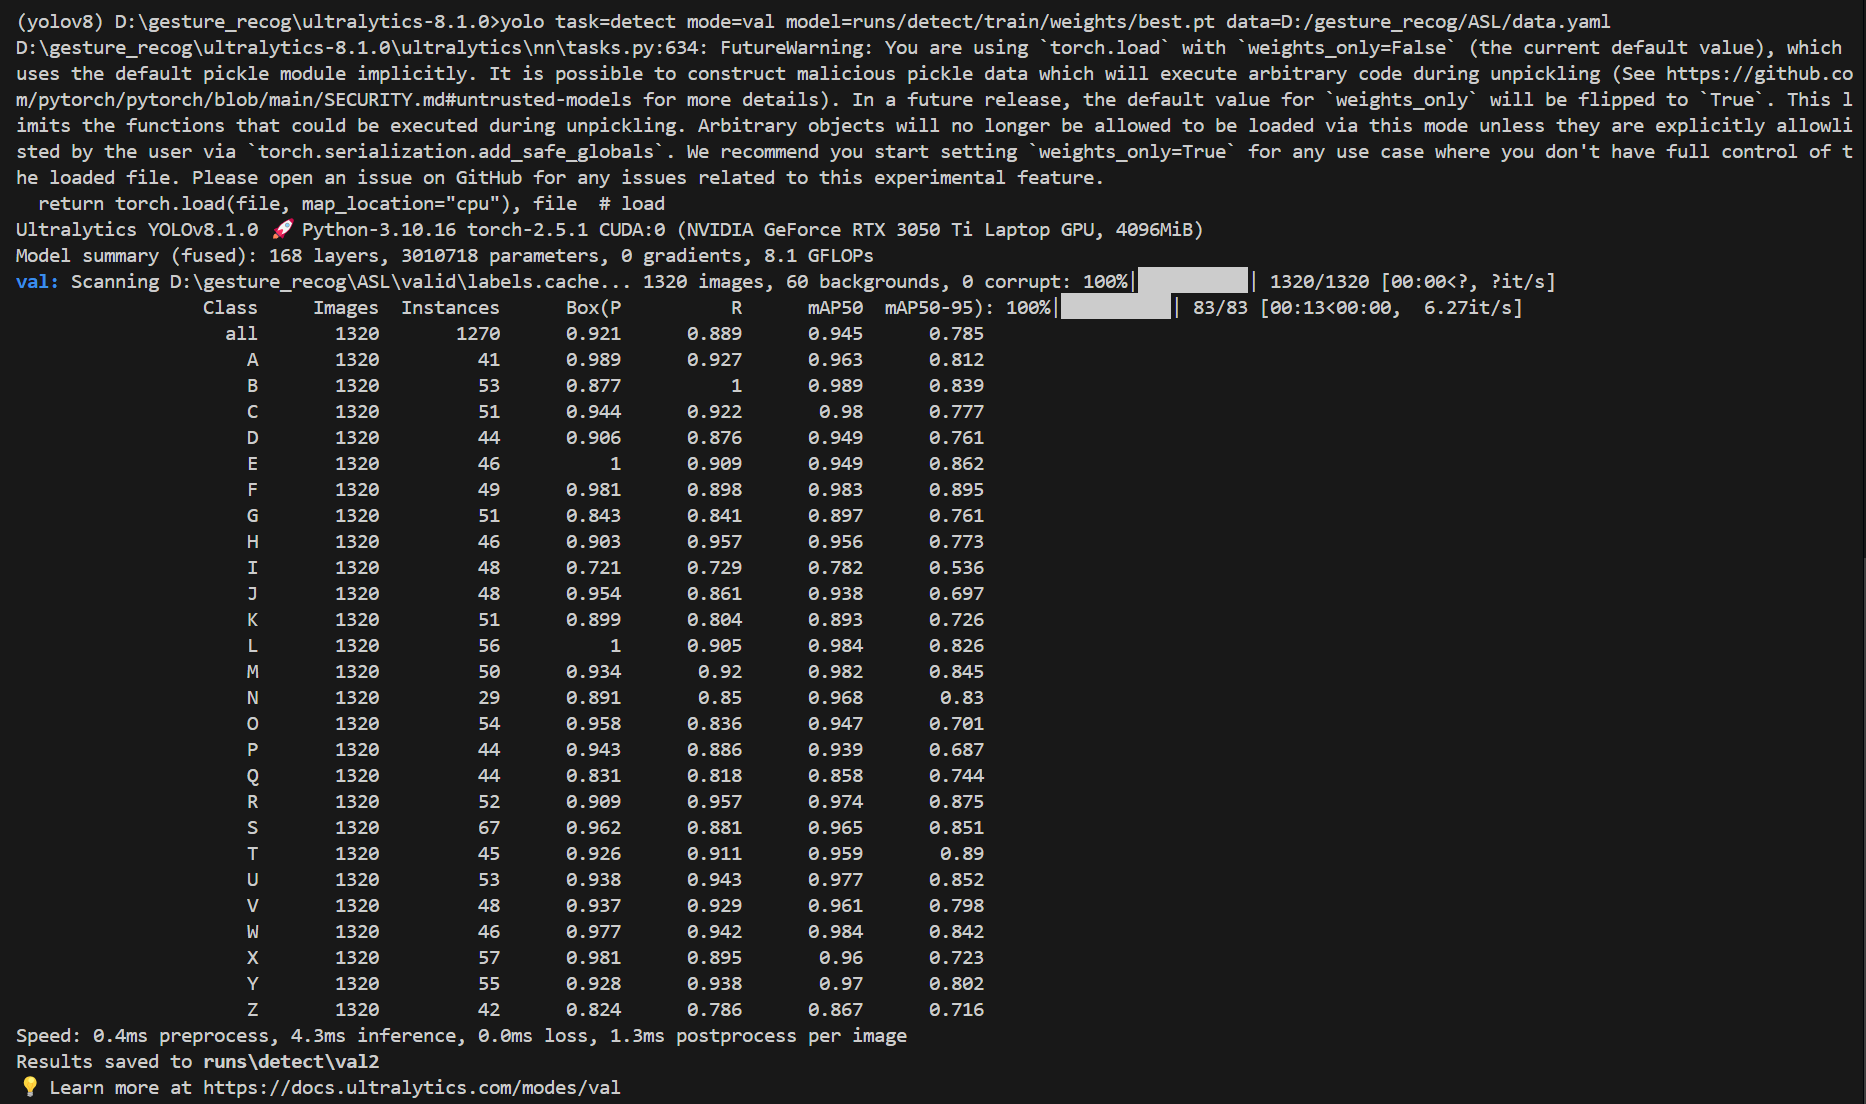 (yolov8) D:\gesture_recog\ultralytics-8.1.0>yolo task=detect mode=val model=runs/detect/train/weights/best.pt data=D:/gesture_recog/ASL/data.yaml
D:\gesture_recog\ultralytics-8.1.0\ultralytics\nn\tasks.py:634: FutureWarning: You are using `torch.load` with `weights_only=False` (the current default value), which
uses the default pickle module implicitly. It is possible to construct malicious pickle data which will execute arbitrary code during unpickling (See https://github.co
m/pytorch/pytorch/blob/main/SECURITY.md#untrusted-models for more details). In a future release, the default value for `weights_only` will be flipped to `True`. This l
imits the functions that could be executed during unpickling. Arbitrary objects will no longer be allowed to be loaded via this mode unless they are explicitly allowli
sted by the user via `torch.serialization.add_safe_globals`. We recommend you start setting `weights_only=True` for any use case where you don't have full control of t
he loaded file. Please open an issue on GitHub for any issues related to this experimental feature.
  return torch.load(file, map_location="cpu"), file  # load
Ultralytics YOLOv8.1.0 🚀 Python-3.10.16 torch-2.5.1 CUDA:0 (NVIDIA GeForce RTX 3050 Ti Laptop GPU, 4096MiB)
Model summary (fused): 168 layers, 3010718 parameters, 0 gradients, 8.1 GFLOPs
val: Scanning D:\gesture_recog\ASL\valid\labels.cache... 1320 images, 60 backgrounds, 0 corrupt: 100%|██████████| 1320/1320 [00:00<?, ?it/s]
Class Images Instances Box(P R mAP50 mAP50-95): 100%|██████████| 83/83 [00:13<00:00, 6.27it/s]
all 1320 1270 0.921 0.889 0.945 0.785
A 1320 41 0.989 0.927 0.963 0.812
B 1320 53 0.877 1 0.989 0.839
C 1320 51 0.944 0.922 0.98 0.777
D 1320 44 0.906 0.876 0.949 0.761
E 1320 46 1 0.909 0.949 0.862
F 1320 49 0.981 0.898 0.983 0.895
G 1320 51 0.843 0.841 0.897 0.761
H 1320 46 0.903 0.957 0.956 0.773
I 1320 48 0.721 0.729 0.782 0.536
J 1320 48 0.954 0.861 0.938 0.697
K 1320 51 0.899 0.804 0.893 0.726
L 1320 56 1 0.905 0.984 0.826
M 1320 50 0.934 0.92 0.982 0.845
N 1320 29 0.891 0.85 0.968 0.83
O 1320 54 0.958 0.836 0.947 0.701
P 1320 44 0.943 0.886 0.939 0.687
Q 1320 44 0.831 0.818 0.858 0.744
R 1320 52 0.909 0.957 0.974 0.875
S 1320 67 0.962 0.881 0.965 0.851
T 1320 45 0.926 0.911 0.959 0.89
U 1320 53 0.938 0.943 0.977 0.852
V 1320 48 0.937 0.929 0.961 0.798
W 1320 46 0.977 0.942 0.984 0.842
X 1320 57 0.981 0.895 0.96 0.723
Y 1320 55 0.928 0.938 0.97 0.802
Z 1320 42 0.824 0.786 0.867 0.716
Speed: 0.4ms preprocess, 4.3ms inference, 0.0ms loss, 1.3ms postprocess per image
Results saved to runs\detect\val2
💡 Learn more at https://docs.ultralytics.com/modes/val